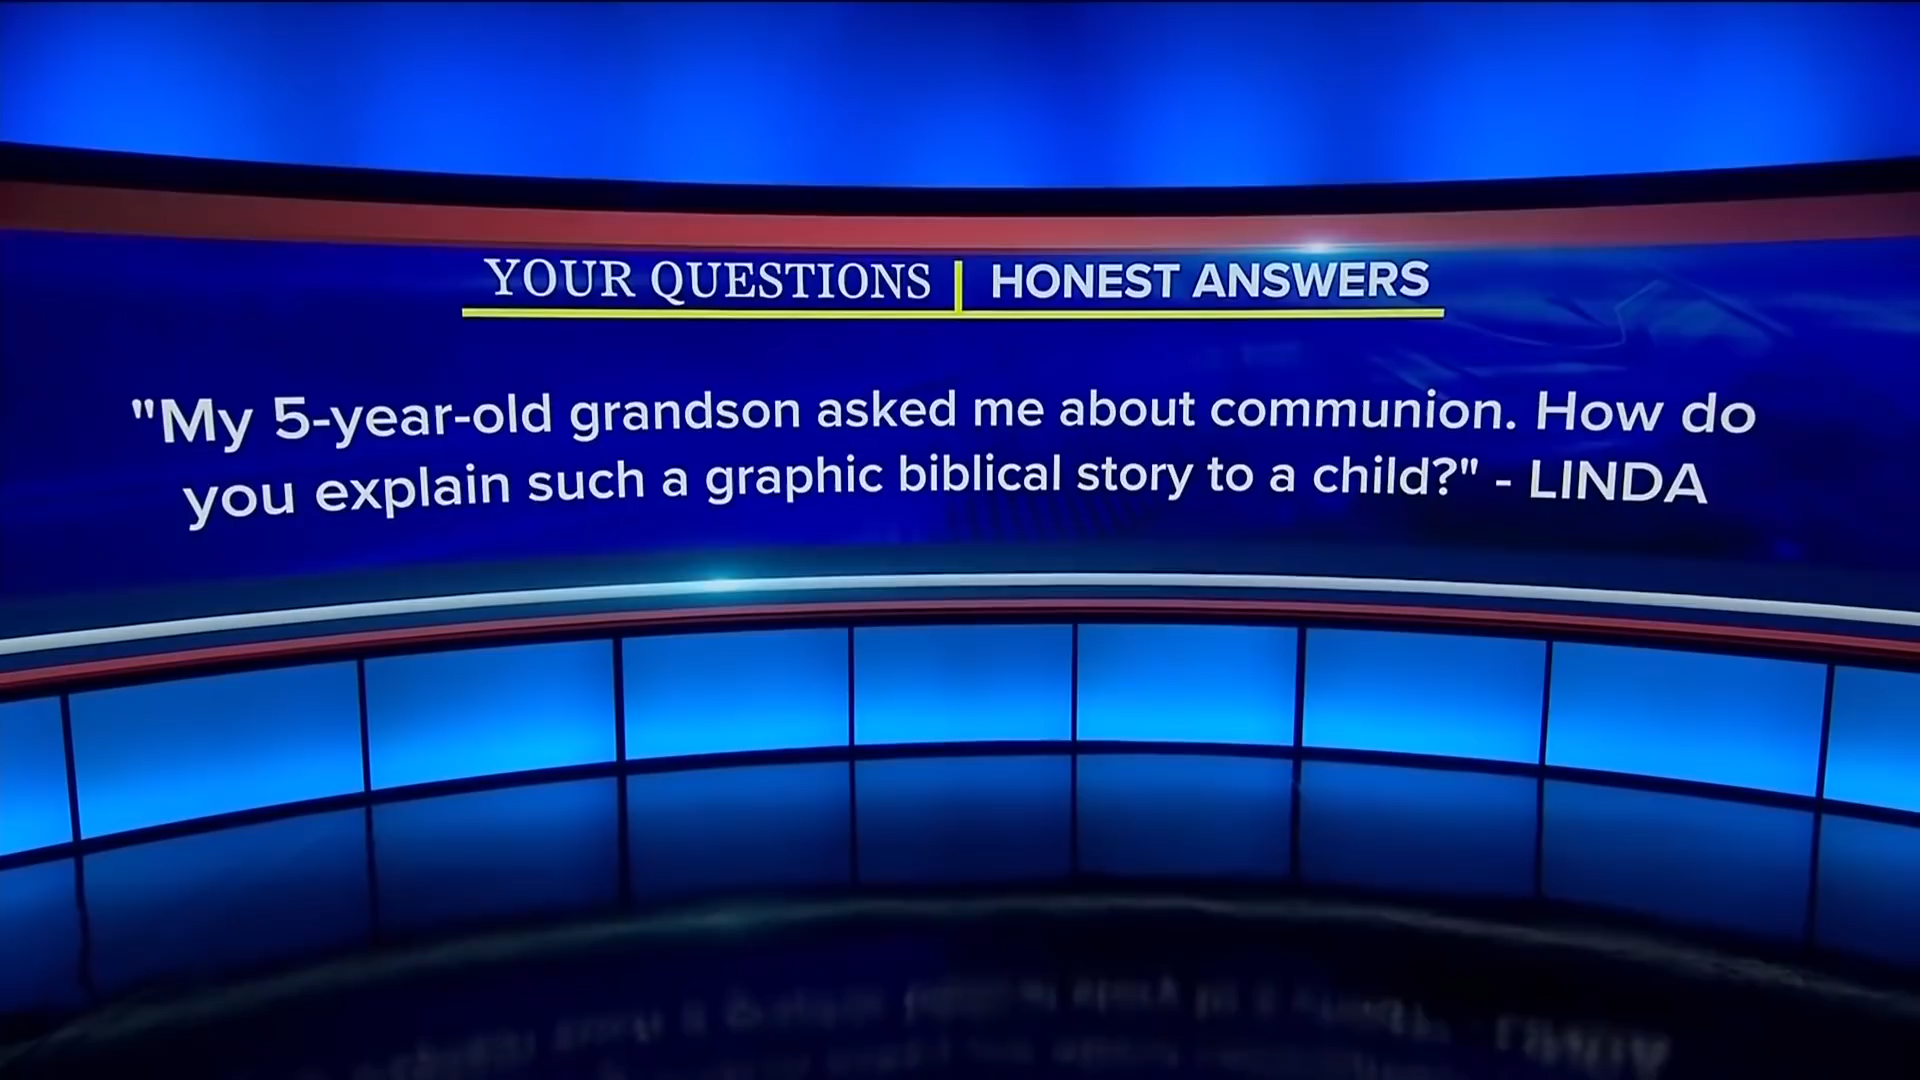 YOUR QUESTIONS | HONEST ANSWERS
"My 5-year-old grandson asked me about communion. How do
you explain such a graphic biblical story to a child?" - LINDA